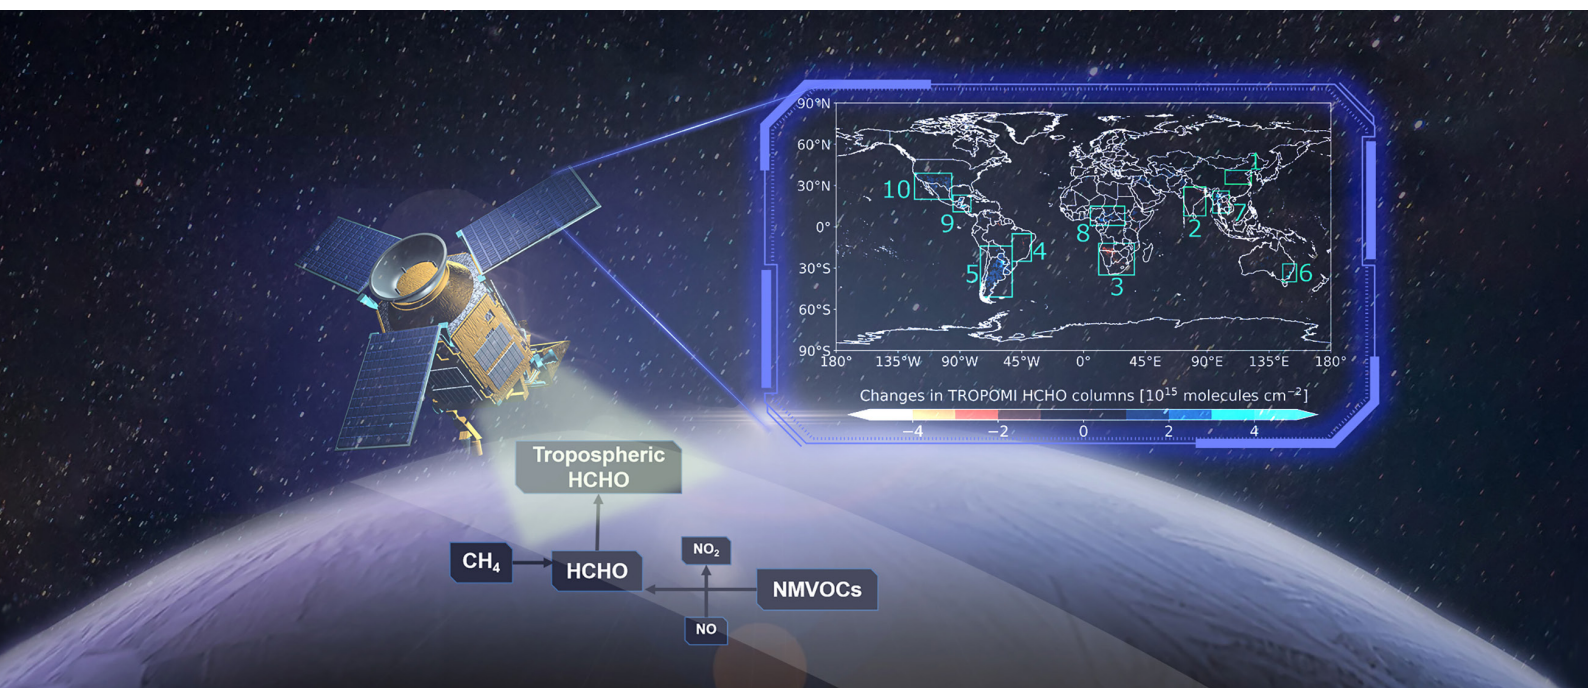 90°N
60°N
30°N
0°
30°S
60°S
90°S
180°
135°W
90°W
45°W
0°
45°E
90°E
135°E
180°
1
10
2
7
9
8
4
5
3
6
Changes in TROPOMI HCHO columns [10¹⁵ molecules cm⁻²]
−4
−2
0
2
4
Tropospheric
HCHO
CH₄
HCHO
NO₂
NMVOCs
NO